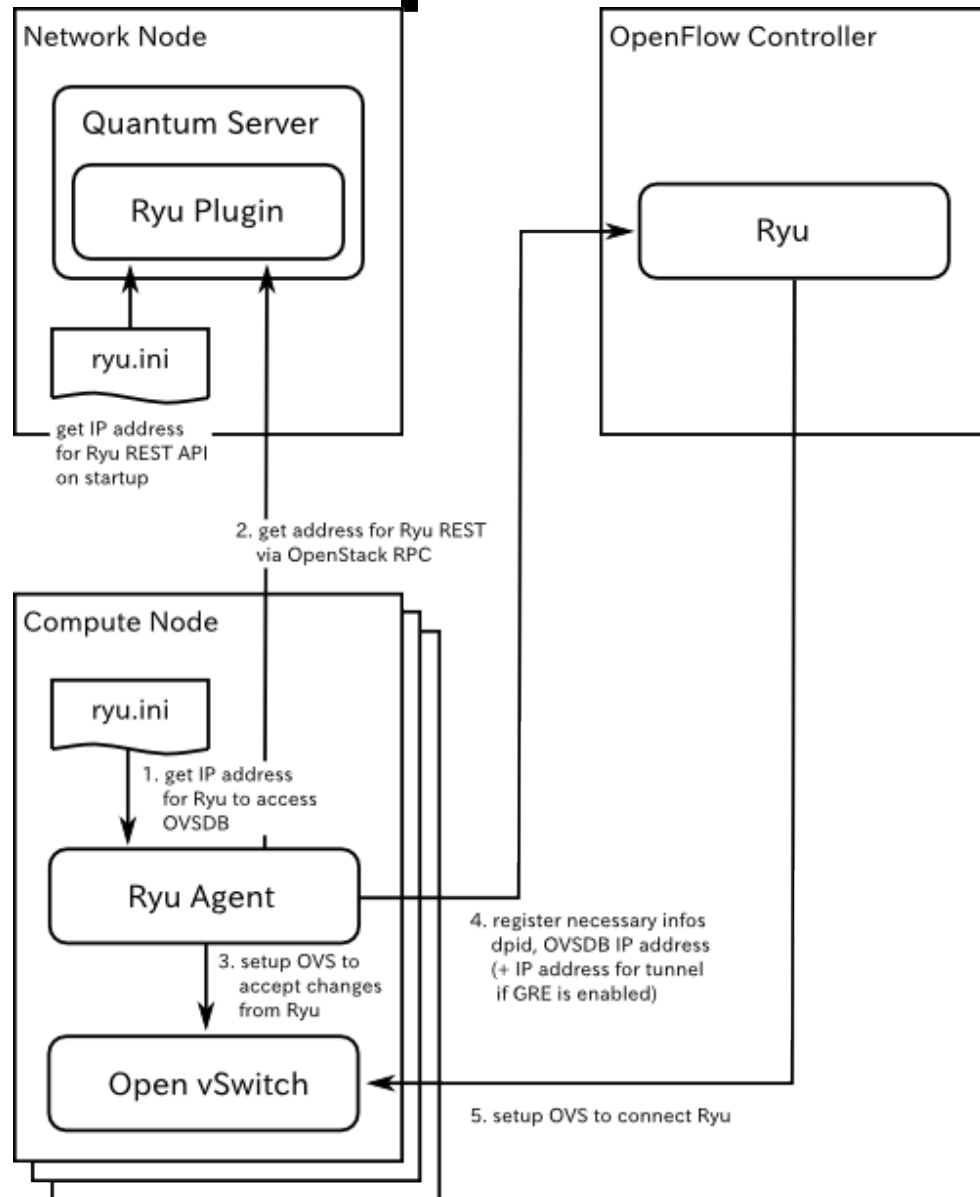 Network Node
OpenFlow Controller
Quantum Server
Ryu Plugin
Ryu
ryu.ini
get IP address
for Ryu REST API
on startup
2. get address for Ryu REST
via OpenStack RPC
Compute Node
ryu.ini
1. get IP address
for Ryu to access
OVSDB
Ryu Agent
4. register necessary infos
dpid, OVSDB IP address
(+ IP address for tunnel
if GRE is enabled)
3. setup OVS to
accept changes
from Ryu
Open vSwitch
5. setup OVS to connect Ryu